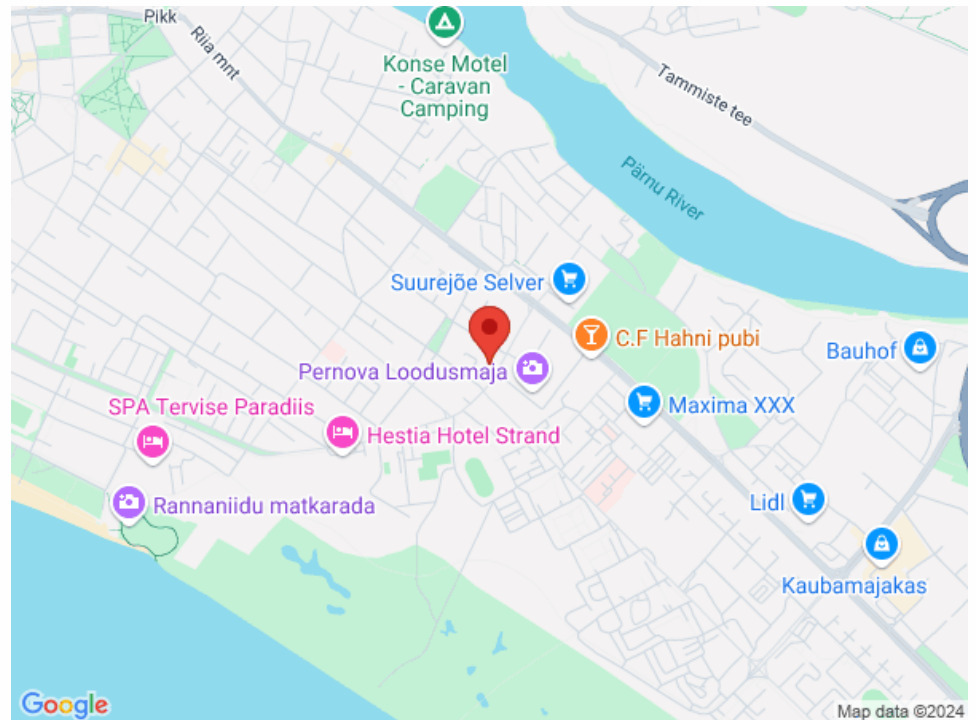 Pikk
Riia mnt
Konse Motel
- Caravan
Camping
Tammiste tee
Pärnu River
Suurejõe Selver
C.F Hahni pubi
Bauhof
Pernova Loodusmaja
SPA Tervise Paradiis
Maxima XXX
Hestia Hotel Strand
Rannaniidu matkarada
Lidl
Kaubamajakas
Google
Map data ©2024